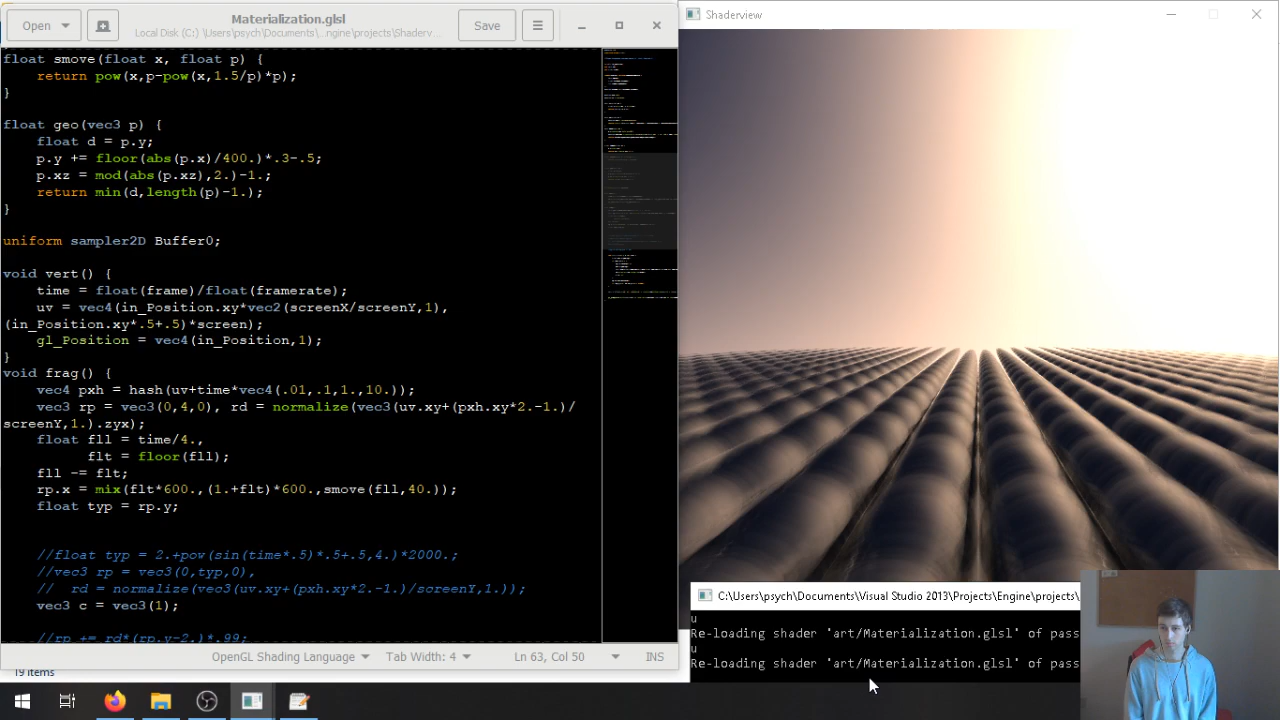 Open
Materialization.glsl
Local Disk (C:) \Users\psych\Documents\...ngine\projects\Shaderv ...
Save
float smove(float x, float p) {
return pow(x,p-pow(x,1.5/p)*p);
}
float geo(vec3 p) {
float d = p.y;
p.y += floor(abs(p.x)/400.)*.3-.5;
p.xz = mod(abs(p.xz),2.)-1.;
return min(d,length(p)-1.);
}
uniform sampler2D Buffer0;
void vert() {
time = float(frame)/float(framerate);
uv = vec4(in_Position.xy*vec2(screenX/screenY,1),
(in_Position.xy*.5+.5)*screen);
gl_Position = vec4(in_Position,1);
}
void frag() {
vec4 pxh = hash(uv+time*vec4(.01,.1,1.,10.));
vec3 rp = vec3(0,4,0), rd = normalize(vec3(uv.xy+(pxh.xy*2.-1.)/
screenY,1.).zyx);
float fll = time/4.,
flt = floor(fll);
fll -= flt;
rp.x = mix(flt*600.,(1.+flt)*600.,smove(fll,40.));
float typ = rp.y;
//float typ = 2.+pow(sin(time*.5)*.5+.5,4.)*2000.;
//vec3 rp = vec3(0,typ,0),
// rd = normalize(vec3(uv.xy+(pxh.xy*2.-1.)/screenY,1.));
vec3 c = vec3(1);
//rp += rd*(rp.y-2.)*.99;
OpenGL Shading Language
Tab Width: 4
Ln 63, Col 50
INS
19 items
Shaderview
C:\Users\psych\Documents\Visual Studio 2013\Projects\Engine\projects\
u
Re-loading shader 'art/Materialization.glsl' of pass
u
Re-loading shader 'art/Materialization.glsl' of pass